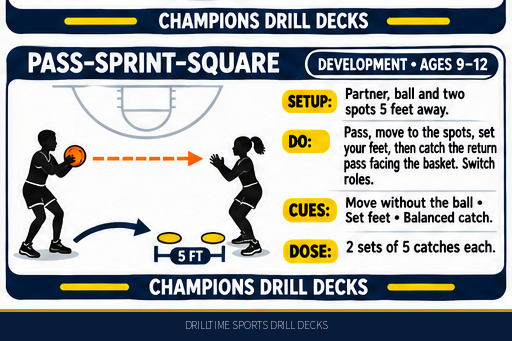 CHAMPIONS DRILL DECKS
PASS–SPRINT–SQUARE
DEVELOPMENT • AGES 9–12
SETUP:
Partner, ball and two
spots 5 feet away.
DO:
Pass, move to the spots, set
your feet, then catch the return
pass facing the basket. Switch
roles.
CUES:
Move without the ball •
Set feet • Balanced catch.
DOSE:
2 sets of 5 catches each.
5 FT
CHAMPIONS DRILL DECKS
DRILLTIME SPORTS DRILL DECKS